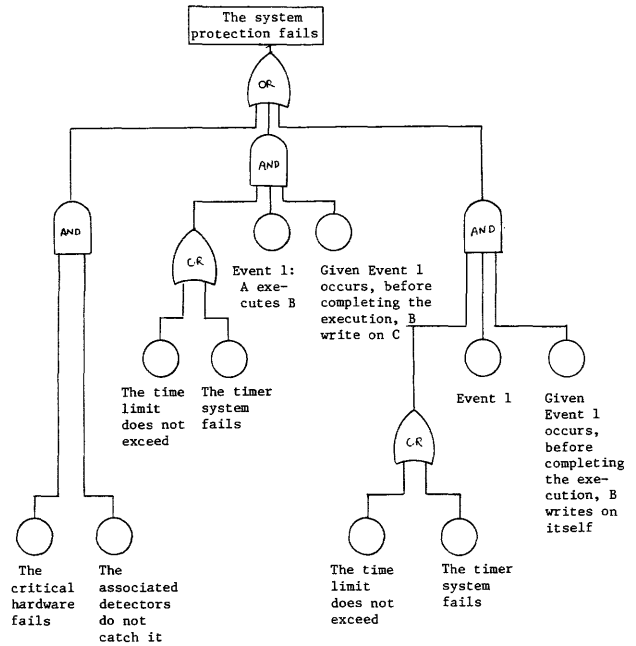 The system
protection fails
OR
AND
AND
AND
OR
Event 1:
A exe-
cutes B
Given Event 1
occurs, before
completing the
execution, B
write on C
The time
limit
does not
exceed
The timer
system
fails
Event 1
Given
Event 1
occurs,
before
completing
the exe-
cution, B
writes on
itself
OR
The
critical
hardware
fails
The
associated
detectors
do not
catch it
The time
limit
does not
exceed
The timer
system
fails